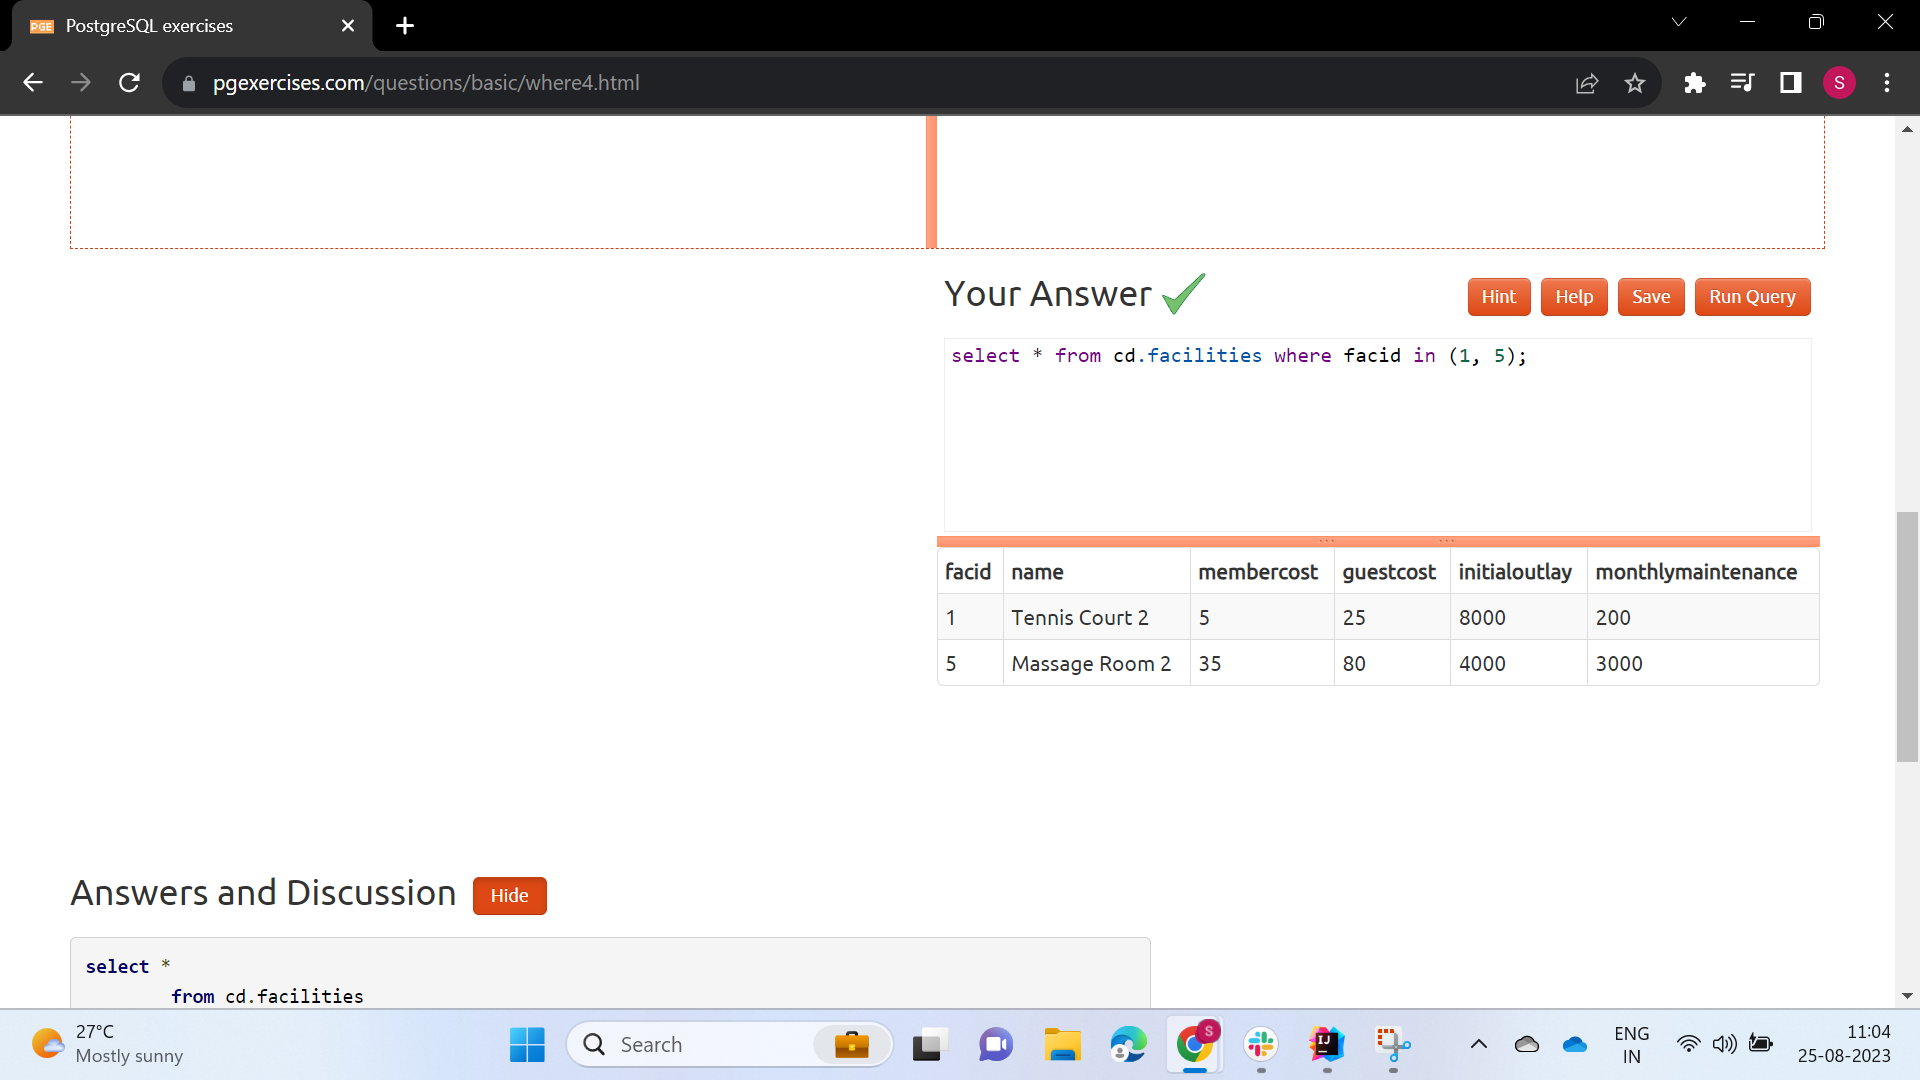 PGE PostgreSQL exercises
pgexercises.com/questions/basic/where4.html
S
Your Answer
Hint Help Save Run Query
select * from cd.facilities where facid in (1, 5);
facid name membercost guestcost initialoutlay monthlymaintenance
1 Tennis Court 2 5 25 8000 200
5 Massage Room 2 35 80 4000 3000
Answers and Discussion Hide
select *
from cd.facilities
27°C
Mostly sunny
Search
S
IJ
ENG
IN
11:04
25-08-2023